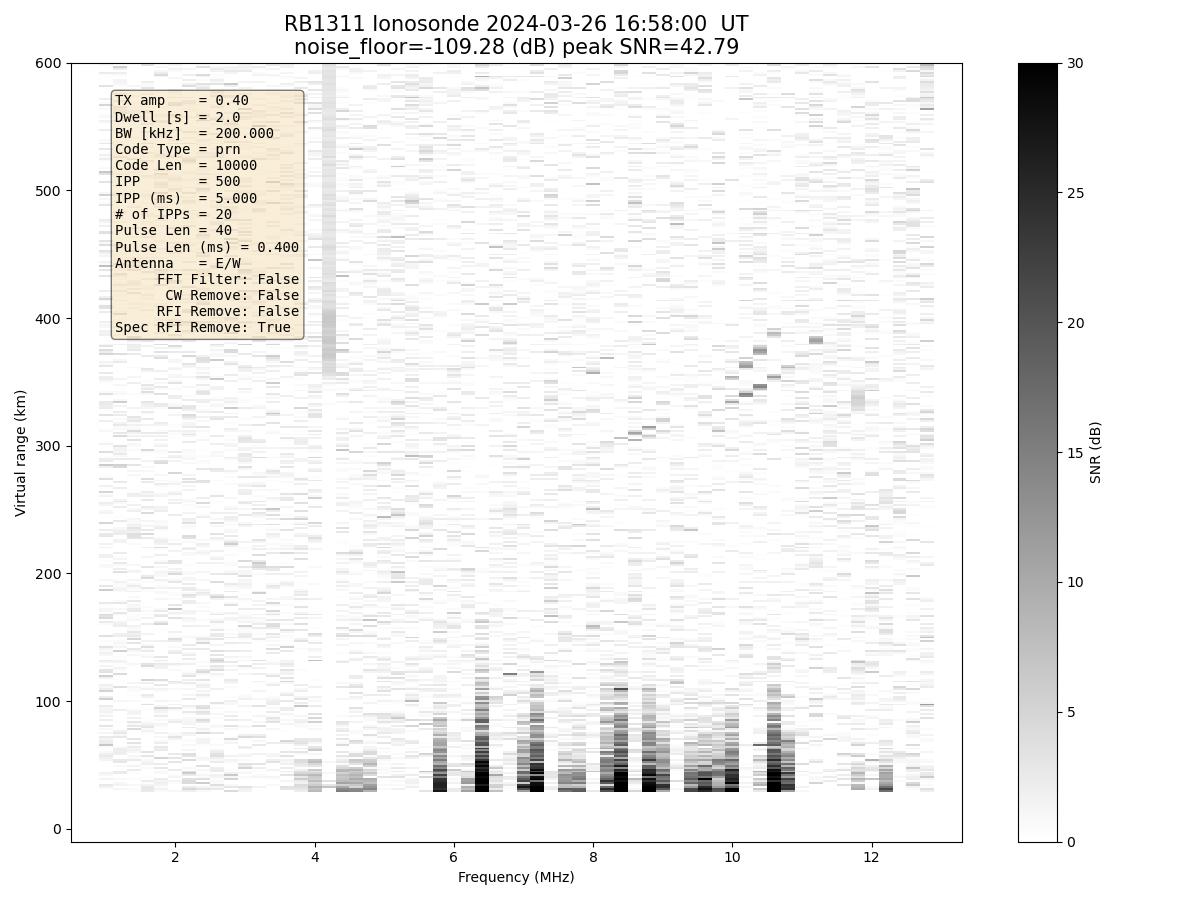 RB1311 Ionosonde 2024-03-26 16:58:00  UT
noise_floor=-109.28 (dB) peak SNR=42.79
TX amp    = 0.40
Dwell [s] = 2.0
BW [kHz]  = 200.000
Code Type = prn
Code Len  = 10000
IPP       = 500
IPP (ms)  = 5.000
# of IPPs = 20
Pulse Len = 40
Pulse Len (ms) = 0.400
Antenna   = E/W
FFT Filter: False
CW Remove: False
RFI Remove: False
Spec RFI Remove: True
600
500
400
300
200
100
0
Virtual range (km)
2
4
6
8
10
12
Frequency (MHz)
30
25
20
15
10
5
0
SNR (dB)